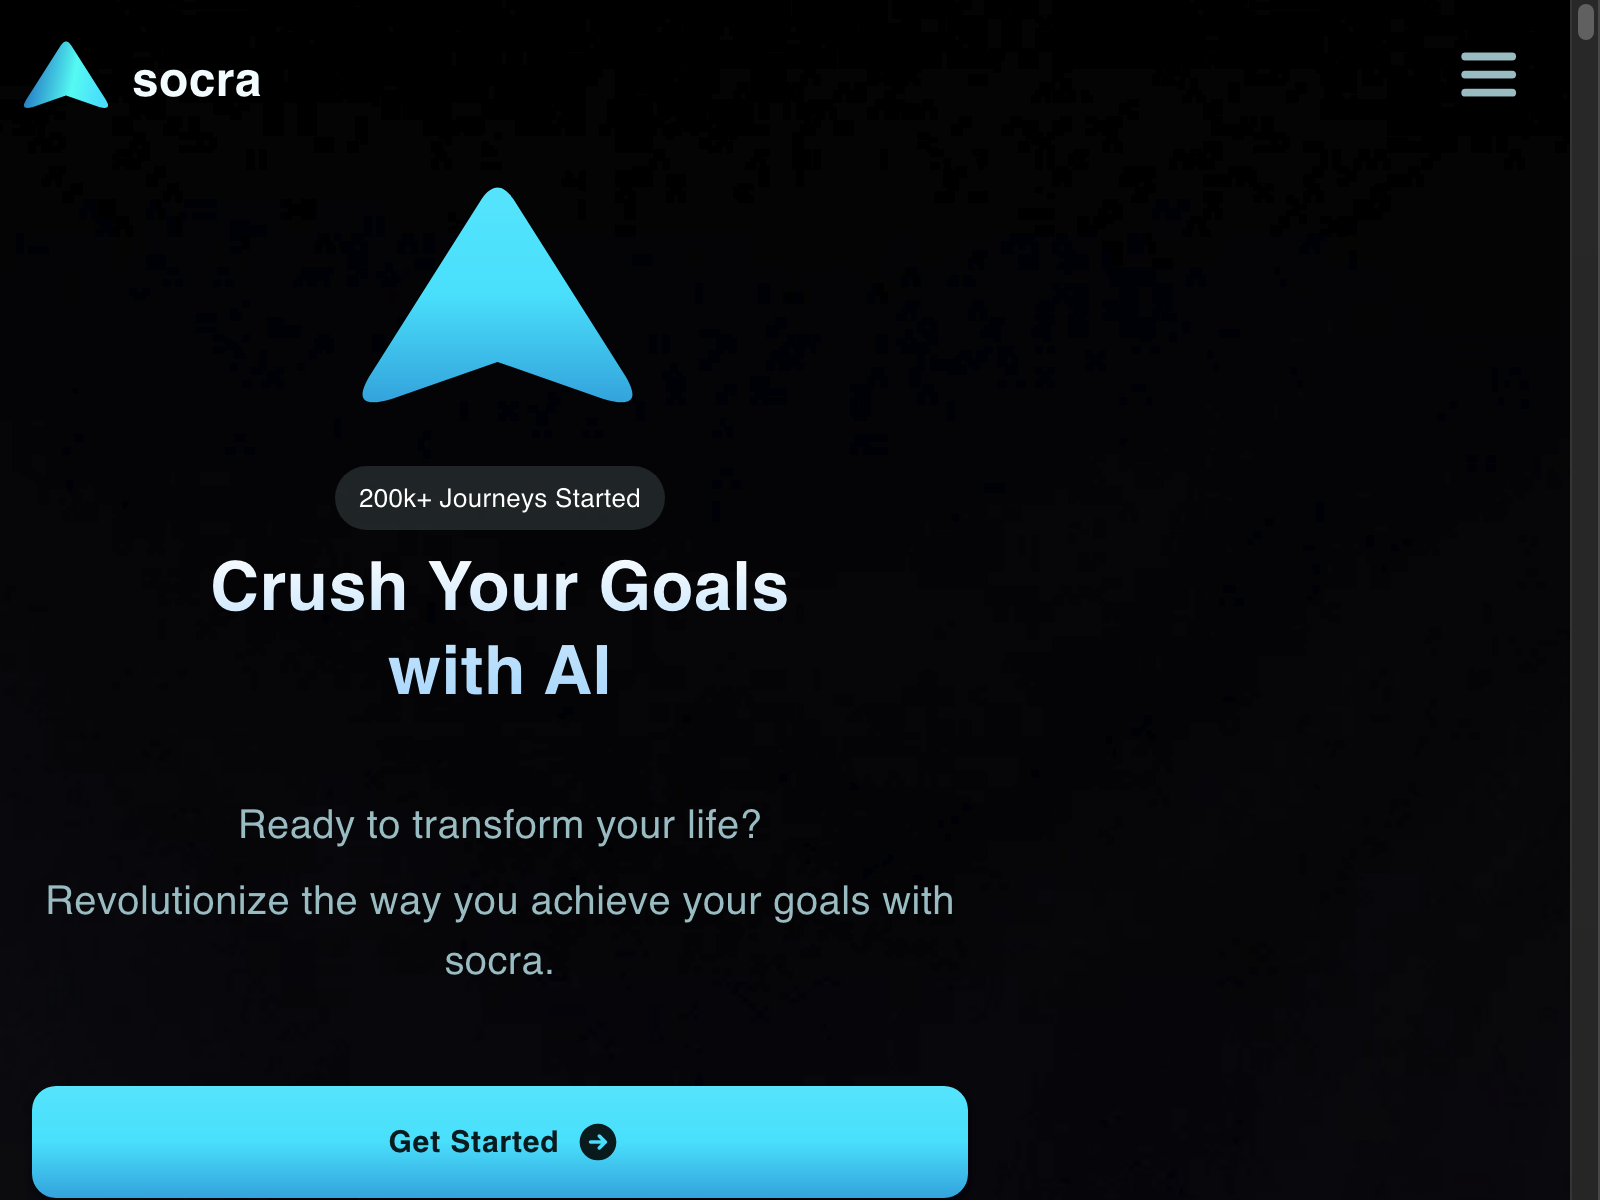 socra
200k+ Journeys Started
Crush Your Goals
with AI
Ready to transform your life?
Revolutionize the way you achieve your goals with
socra.
Get Started